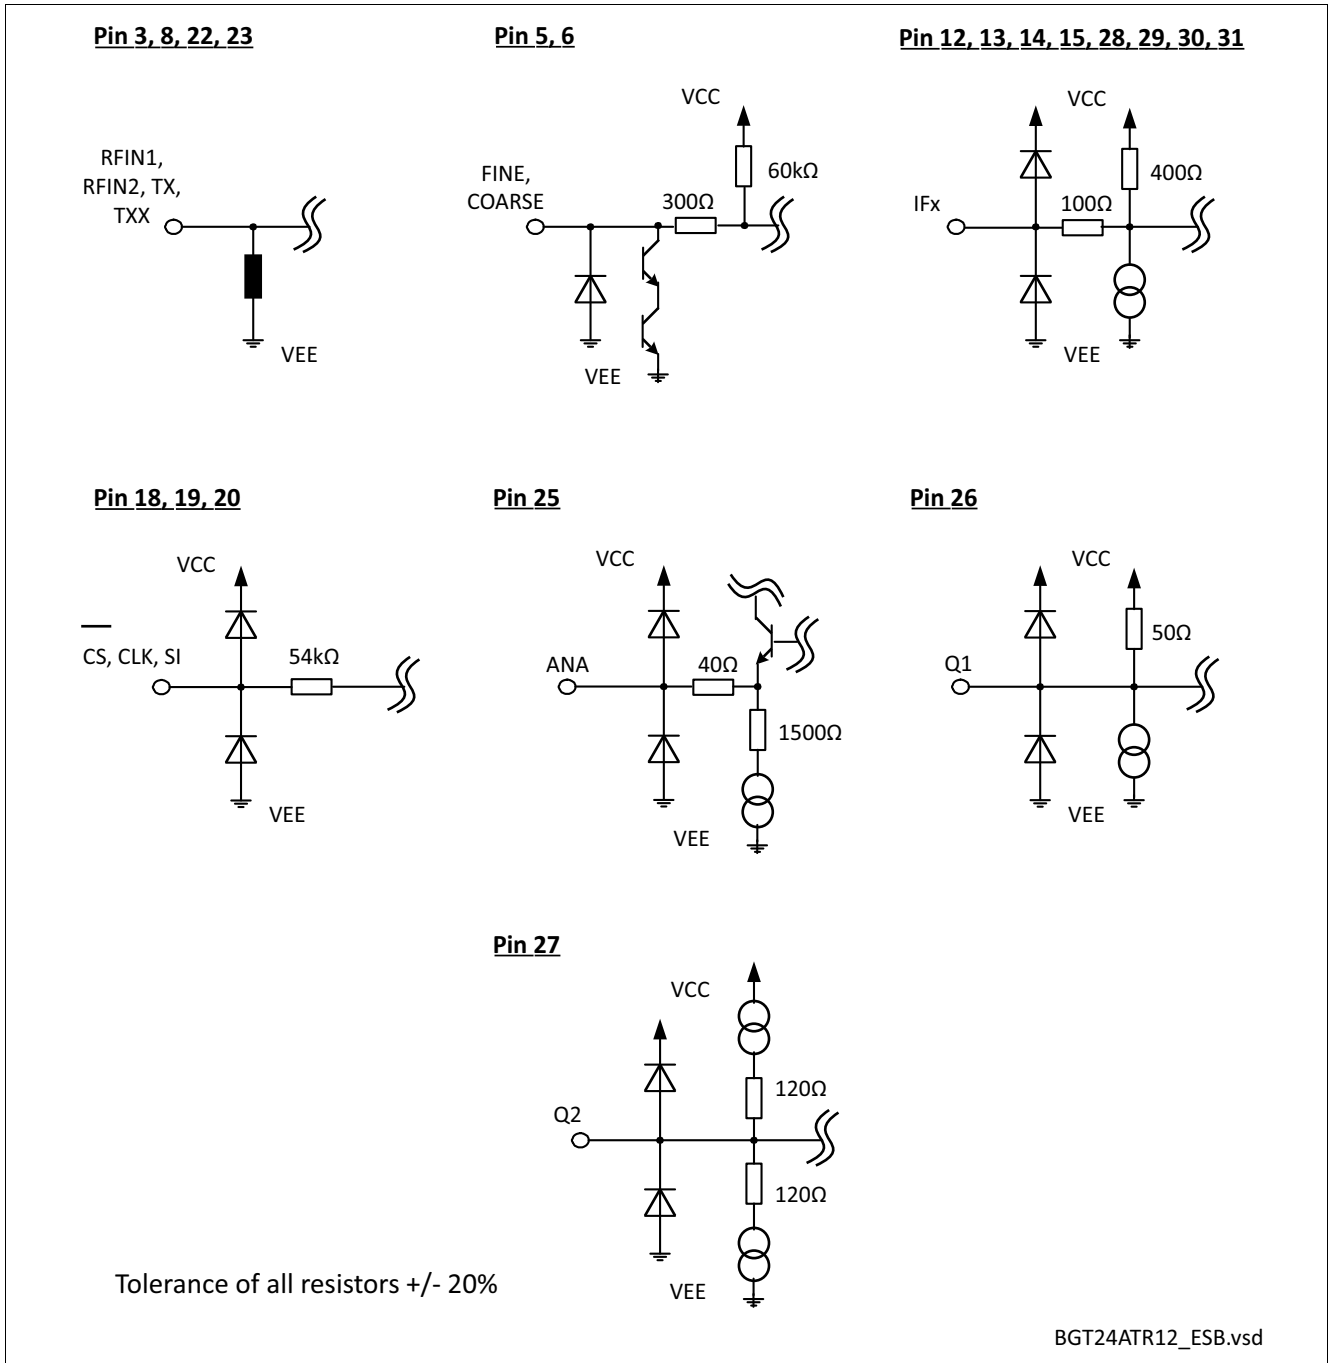 Pin 3, 8, 22, 23
RFIN1,
RFIN2, TX,
TXX
VEE
Pin 5, 6
VCC
60kΩ
FINE,
COARSE
300Ω
VEE
Pin 12, 13, 14, 15, 28, 29, 30, 31
VCC
400Ω
IFx
100Ω
VEE
Pin 18, 19, 20
VCC
CS, CLK, SI
54kΩ
VEE
Pin 25
VCC
ANA
40Ω
1500Ω
VEE
Pin 26
VCC
50Ω
Q1
VEE
Pin 27
VCC
120Ω
Q2
120Ω
VEE
Tolerance of all resistors +/- 20%
BGT24ATR12_ESB.vsd